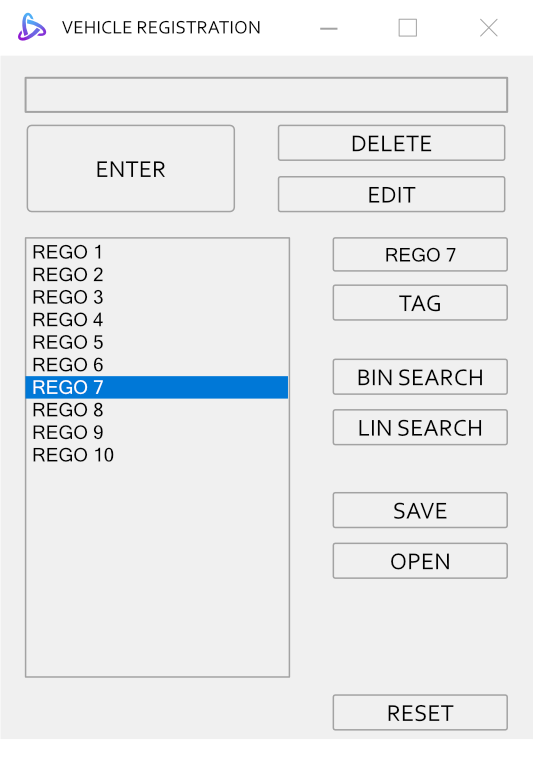 VEHICLE REGISTRATION
ENTER
DELETE
EDIT
REGO 1
REGO 2
REGO 3
REGO 4
REGO 5
REGO 6
REGO 7
REGO 8
REGO 9
REGO 10
REGO 7
TAG
BIN SEARCH
LIN SEARCH
SAVE
OPEN
RESET